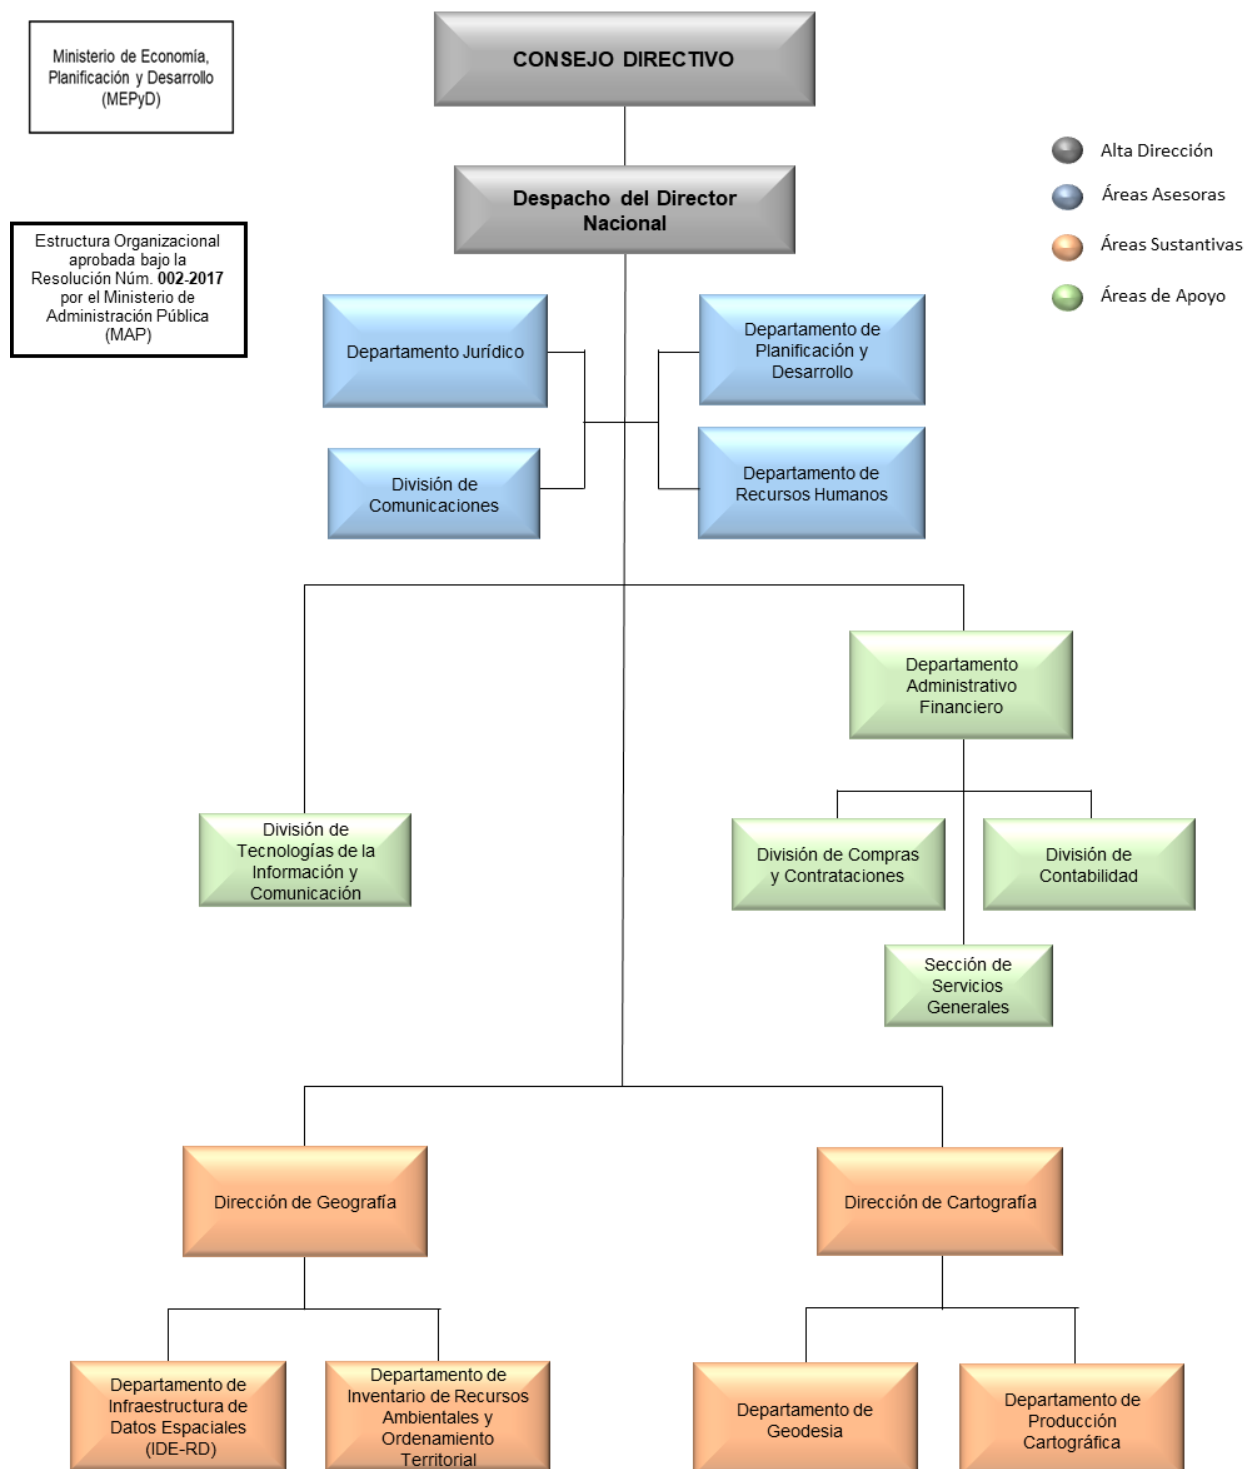 Ministerio de Economía,
Planificación y Desarrollo
(MEPyD)
CONSEJO DIRECTIVO
Alta Dirección
Áreas Asesoras
Áreas Sustantivas
Áreas de Apoyo
Despacho del Director
Nacional
Estructura Organizacional
aprobada bajo la
Resolución Núm. 002-2017
por el Ministerio de
Administración Pública
(MAP)
Departamento Jurídico
Departamento de
Planificación y
Desarrollo
División de
Comunicaciones
Departamento de
Recursos Humanos
Departamento
Administrativo
Financiero
División de
Tecnologías de la
Información y
Comunicación
División de Compras
y Contrataciones
División de
Contabilidad
Sección de
Servicios
Generales
Dirección de Geografía
Dirección de Cartografía
Departamento de
Infraestructura de
Datos Espaciales
(IDE-RD)
Departamento de
Inventario de Recursos
Ambientales y
Ordenamiento
Territorial
Departamento de
Geodesia
Departamento de
Producción
Cartográfica